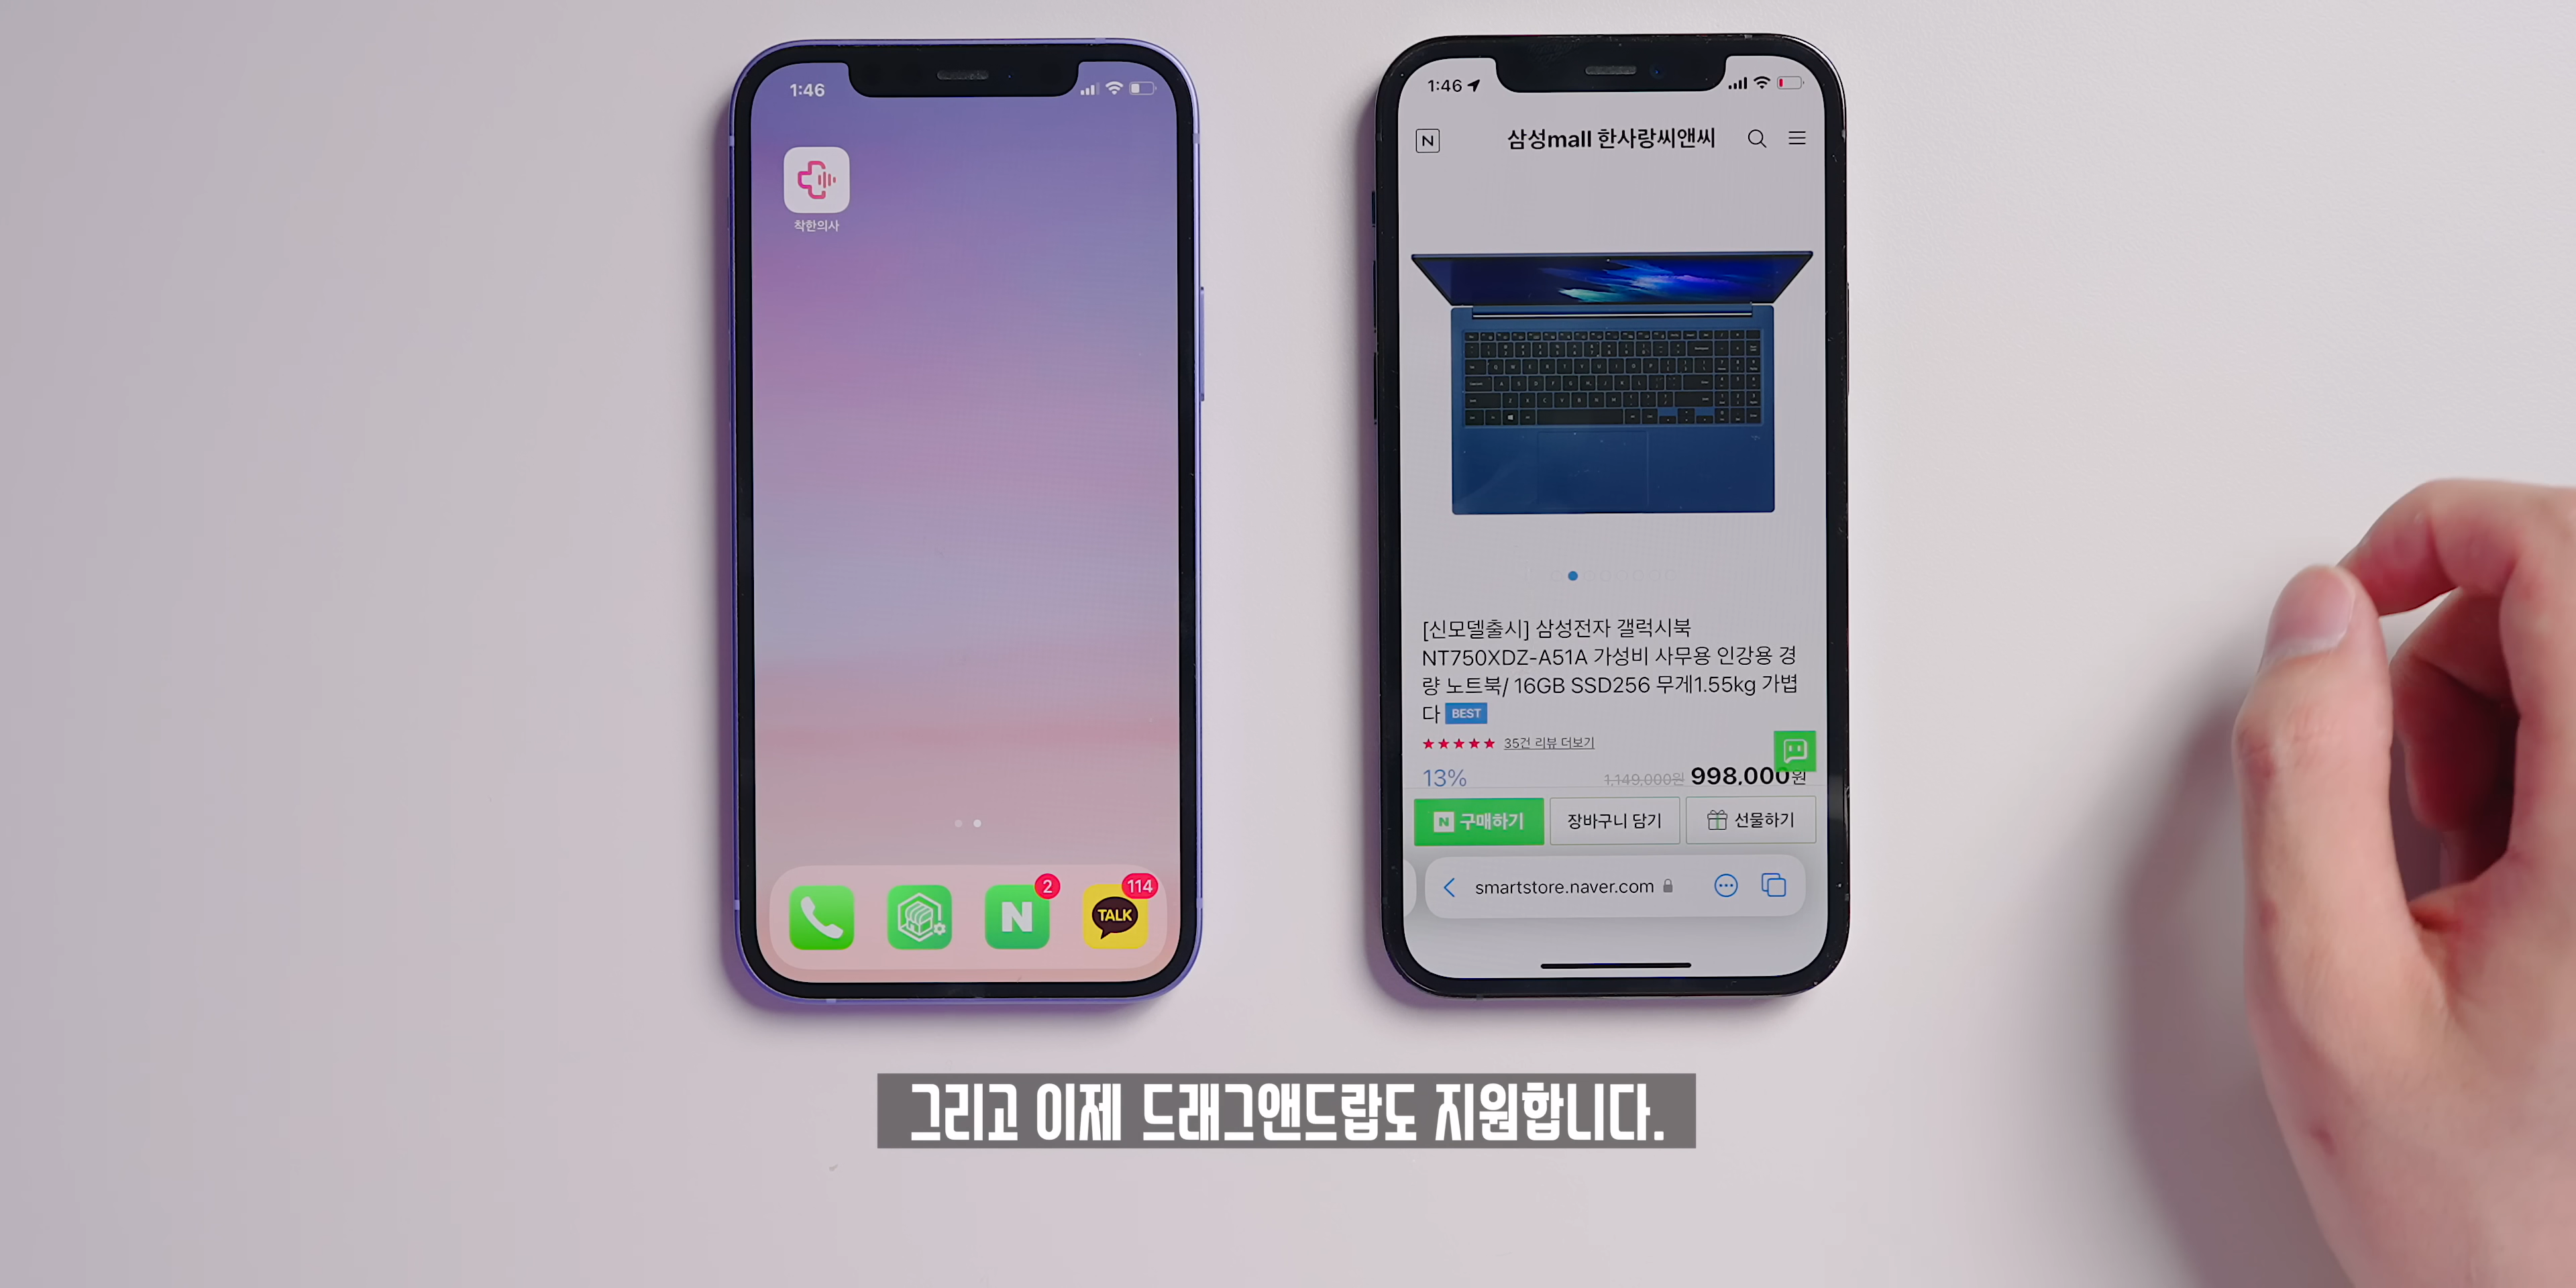 1:46
착한의사
N
2
TALK
114
1:46
N
삼성mall 한사랑씨앤씨
[신모델출시] 삼성전자 갤럭시북
NT750XDZ-A51A 가성비 사무용 인강용 경
량 노트북/ 16GB SSD256 무게1.55kg 가볍
다 BEST
★★★★★ 35건 리뷰 더보기
13% 1,149,000원 998,000원
N 구매하기
장바구니 담기
선물하기
smartstore.naver.com
그리고 이제 드래그앤드랍도 지원합니다.